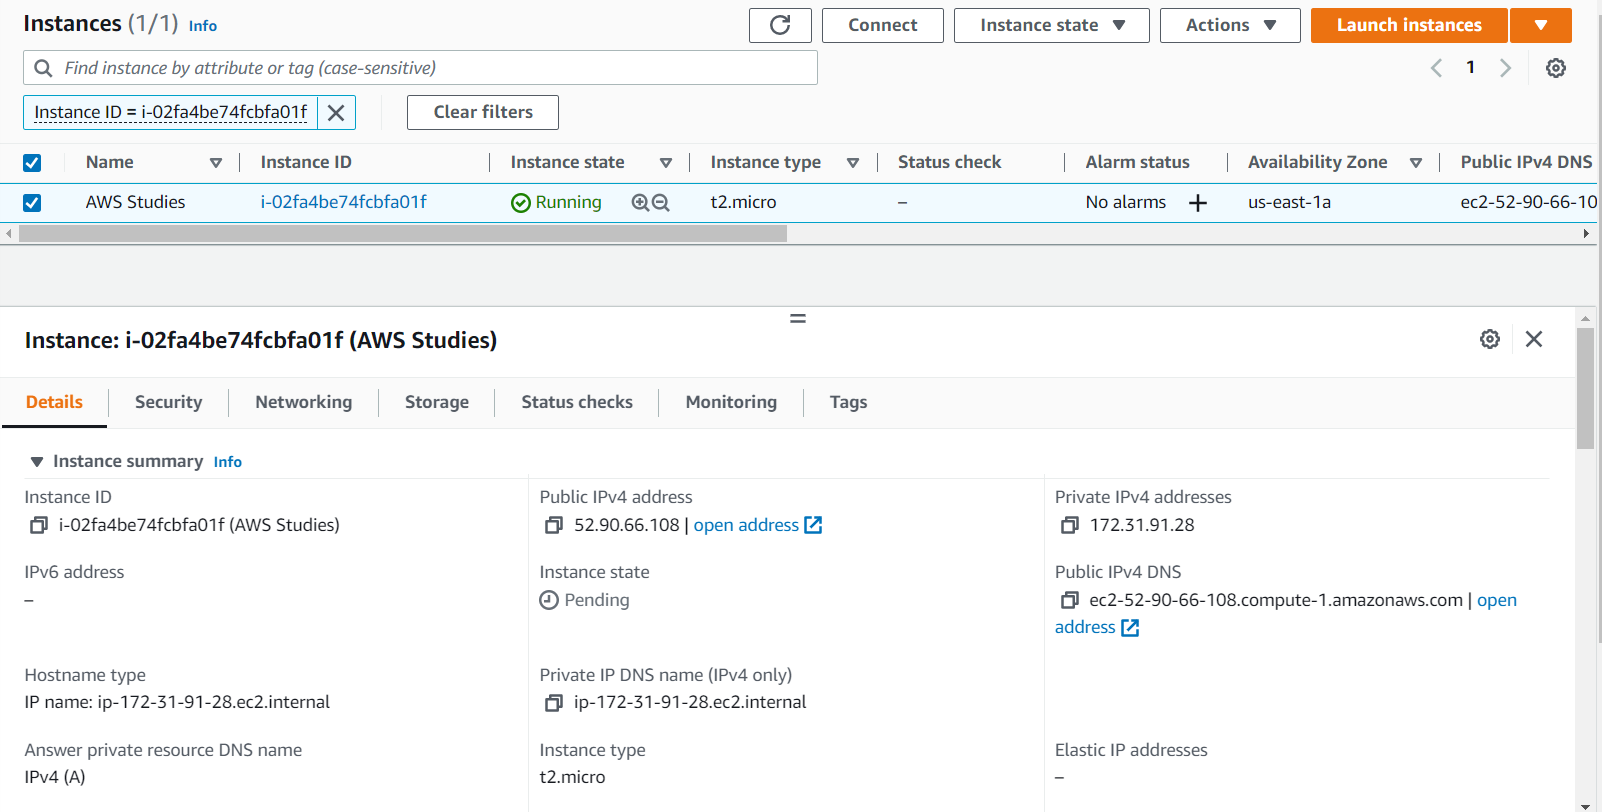 Instances (1/1) Info Connect Instance state Actions Launch instances
Find instance by attribute or tag (case-sensitive) 1
Instance ID = i-02fa4be74fcbfa01f Clear filters
Name Instance ID Instance state Instance type Status check Alarm status Availability Zone Public IPv4 DNS
AWS Studies i-02fa4be74fcbfa01f Running t2.micro – No alarms us-east-1a ec2-52-90-66-10
Instance: i-02fa4be74fcbfa01f (AWS Studies)
Details Security Networking Storage Status checks Monitoring Tags
Instance summary Info
Instance ID Public IPv4 address Private IPv4 addresses
i-02fa4be74fcbfa01f (AWS Studies) 52.90.66.108 | open address 172.31.91.28
IPv6 address Instance state Public IPv4 DNS
– Pending ec2-52-90-66-108.compute-1.amazonaws.com | open
address
Hostname type Private IP DNS name (IPv4 only)
IP name: ip-172-31-91-28.ec2.internal ip-172-31-91-28.ec2.internal
Answer private resource DNS name Instance type Elastic IP addresses
IPv4 (A) t2.micro –